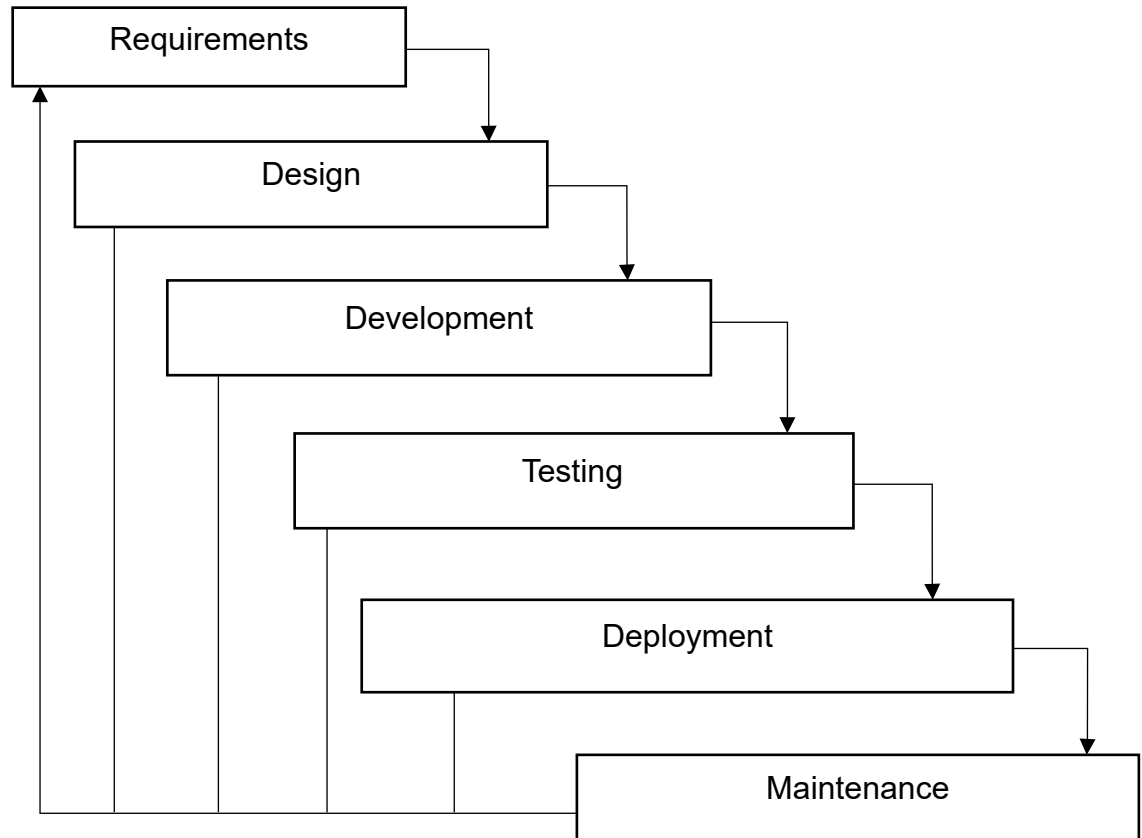 Requirements
Design
Development
Testing
Deployment
Maintenance